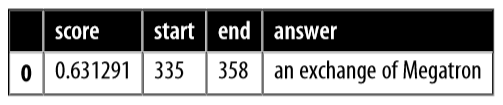 score start end answer
0 0.631291 335 358 an exchange of Megatron